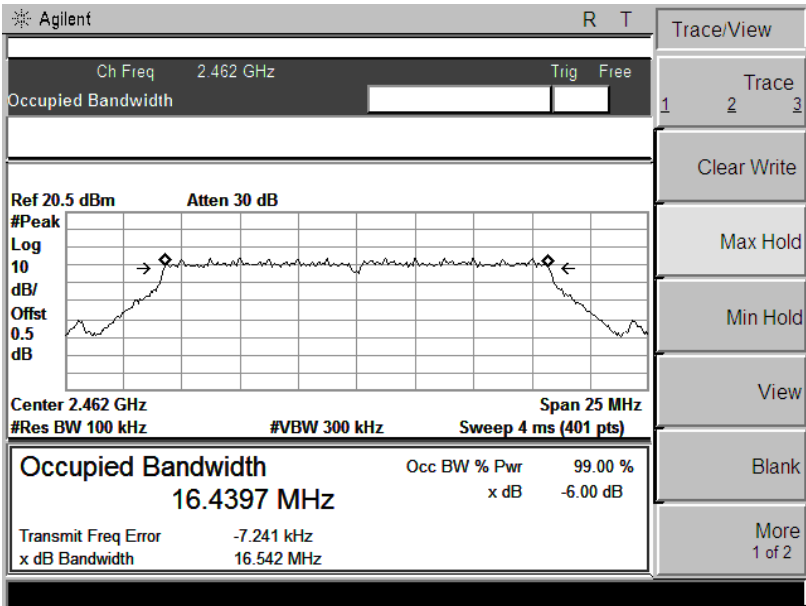 Agilent R T
Trace/View
Ch Freq 2.462 GHz Trig Free
Occupied Bandwidth
Trace
1 2 3
Clear Write
Ref 20.5 dBm Atten 30 dB
#Peak
Log
10
dB/
Offst
0.5
dB
Max Hold
Min Hold
View
Center 2.462 GHz Span 25 MHz
#Res BW 100 kHz #VBW 300 kHz Sweep 4 ms (401 pts)
Occupied Bandwidth Occ BW % Pwr 99.00 %
16.4397 MHz x dB -6.00 dB
Transmit Freq Error -7.241 kHz
x dB Bandwidth 16.542 MHz
Blank
More
1 of 2